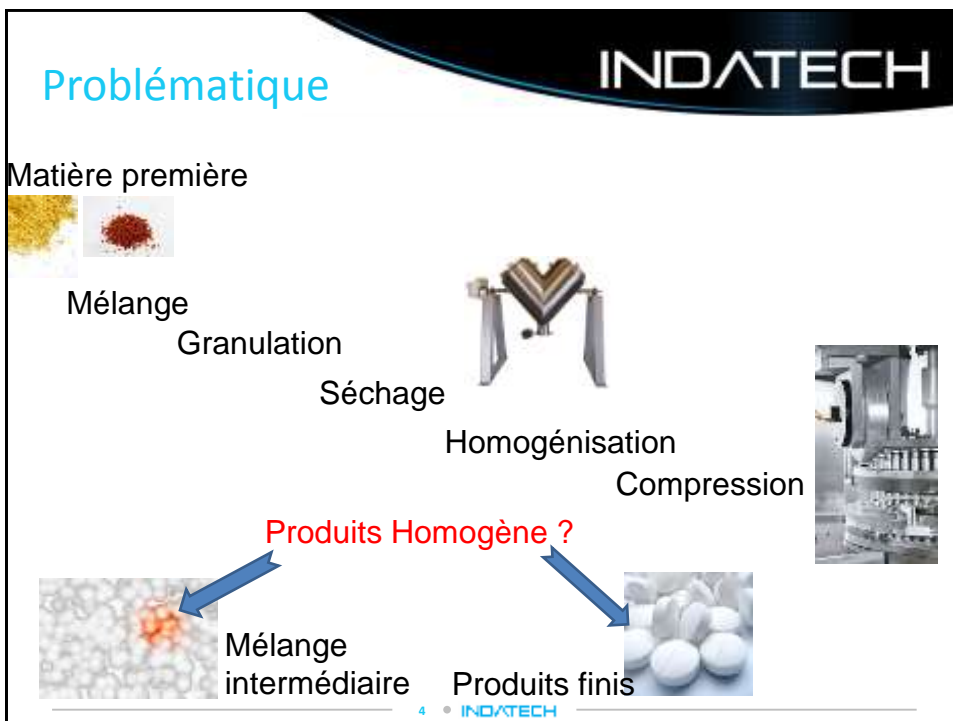 INDATECH
Problématique
Matière première
Mélange
Granulation
Séchage
Homogénisation
Compression
Produits Homogène ?
Mélange
intermédiaire
Produits finis
4 INDATECH